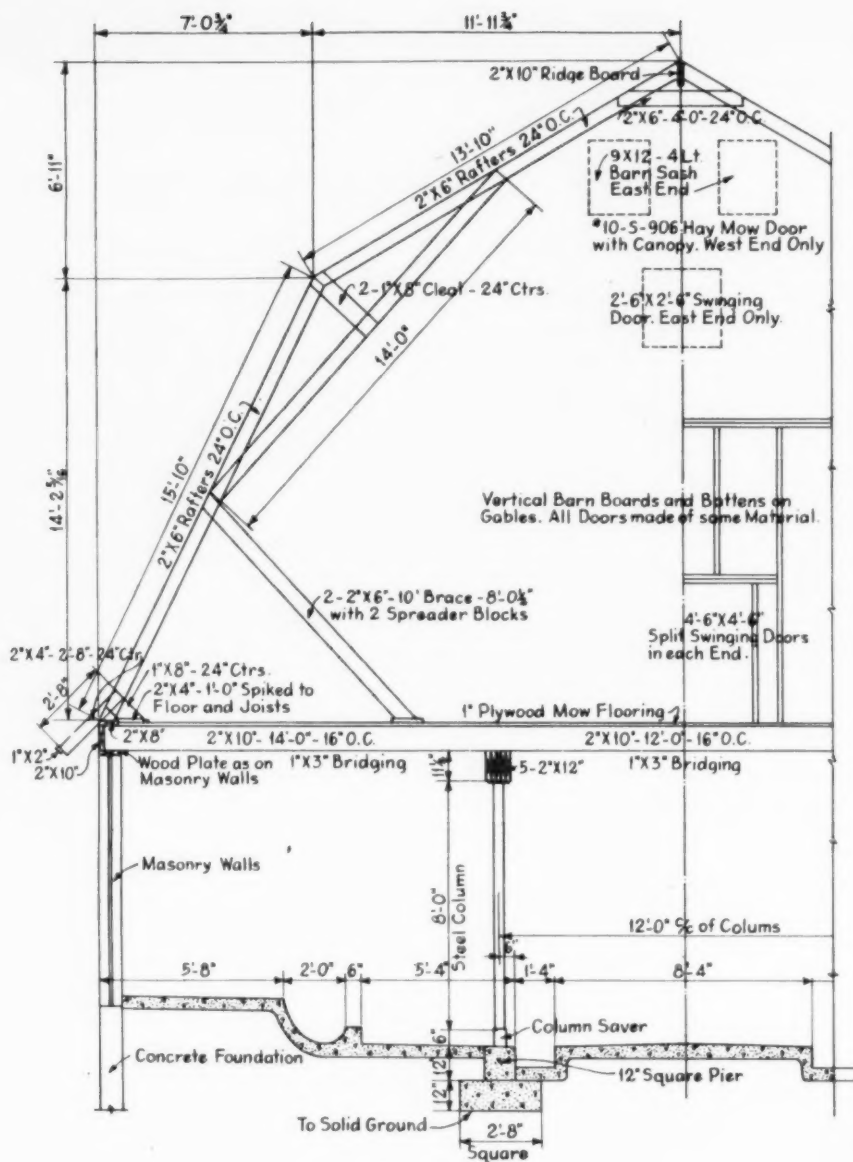 7'-0¾"
11'-11¾"
2"X10" Ridge Board
2"X6"-4'-0"-24"O.C.
6'-11"
13'-10"
2"X6" Rafters 24"O.C.
9X12 - 4 Lt.
Barn Sash
East End
*10-S-906 Hay Mow Door
with Canopy. West End Only
2-1"X8" Cleat - 24" Ctrs.
2'-6"X2'-6" Swinging
Door. East End Only.
14'-0"
15'-10"
2"X6" Rafters 24"O.C.
Vertical Barn Boards and Battens on
Gables. All Doors made of same Material.
2-2"X6"-10' Brace-8'-0⅛"
with 2 Spreader Blocks
4'-6"X4'-6"
Split Swinging Doors
in each End.
2"X4"-2'-8"-24"Ctr.
1"X8"-24"Ctrs.
2'-8"
2"X4"-1'-0" Spiked to
Floor and Joists
1" Plywood Mow Flooring
2"X8"
2"X10"-14'-0"-16"O.C.
2"X10"-12'-0"-16"O.C.
1"X2"
2"X10"
Wood Plate as on
Masonry Walls
1"X3" Bridging
5-2"X12"
1"X3" Bridging
Masonry Walls
8'-0"
Steel Column
12'-0" C/C of Colums
6"
5'-8"
2'-0"
6"
5'-4"
1'-4"
8'-4"
Column Saver
6"
Concrete Foundation
12"
12" Square Pier
12"
To Solid Ground
2'-8"
Square